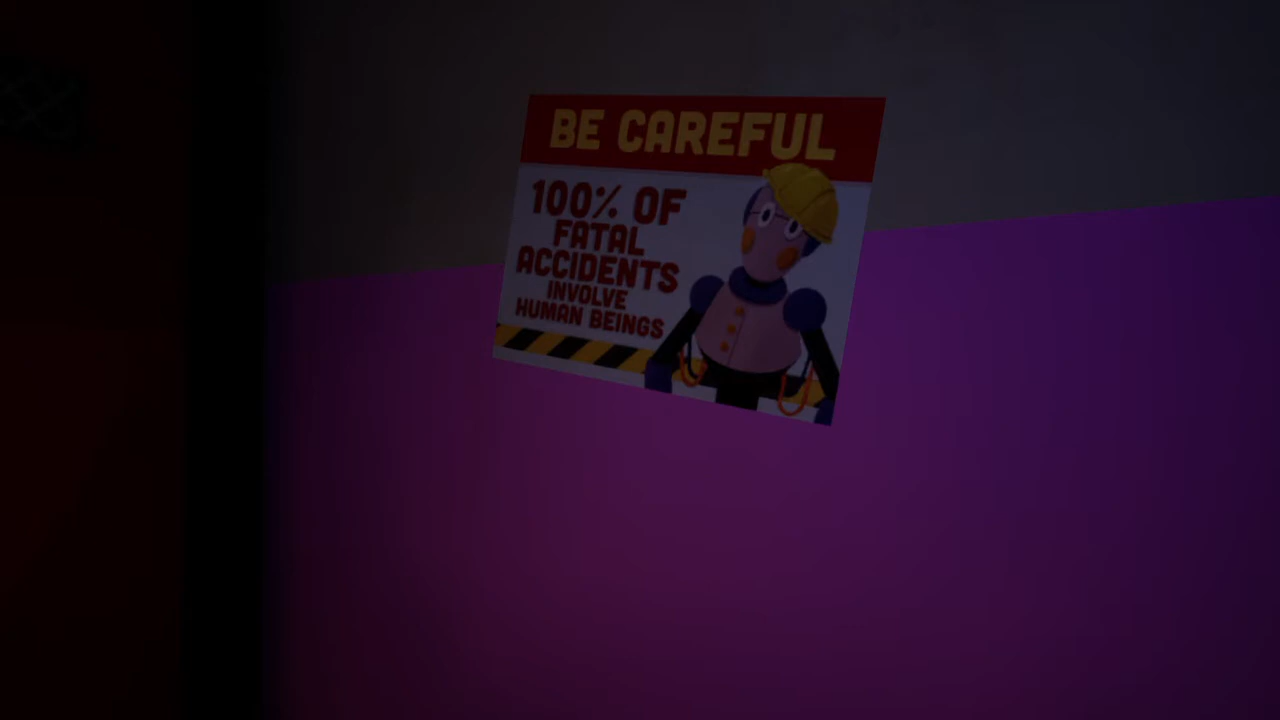 BE CAREFUL
100% OF
FATAL
ACCIDENTS
INVOLVE
HUMAN BEINGS